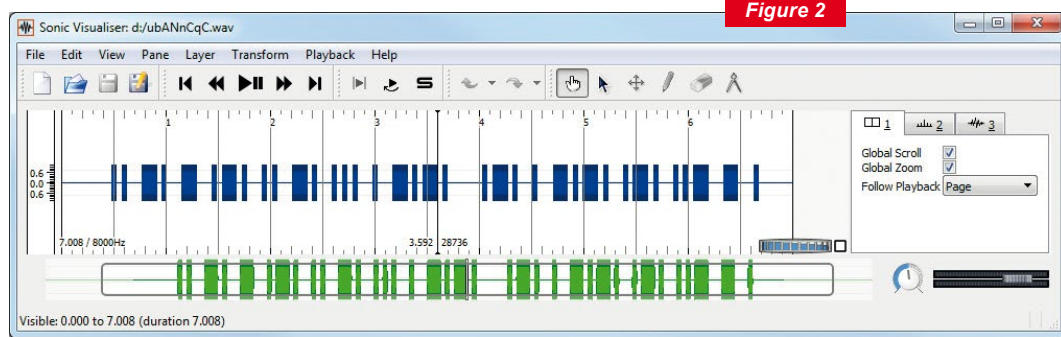 Figure 2
Sonic Visualiser: d:/ubANnCqC.wav
File Edit View Pane Layer Transform Playback Help
1 2 3 4 5 6
0.6
0.0
0.6
7.008 / 8000Hz 3.592 28736
1 2 3
Global Scroll
Global Zoom
Follow Playback Page
Visible: 0.000 to 7.008 (duration 7.008)